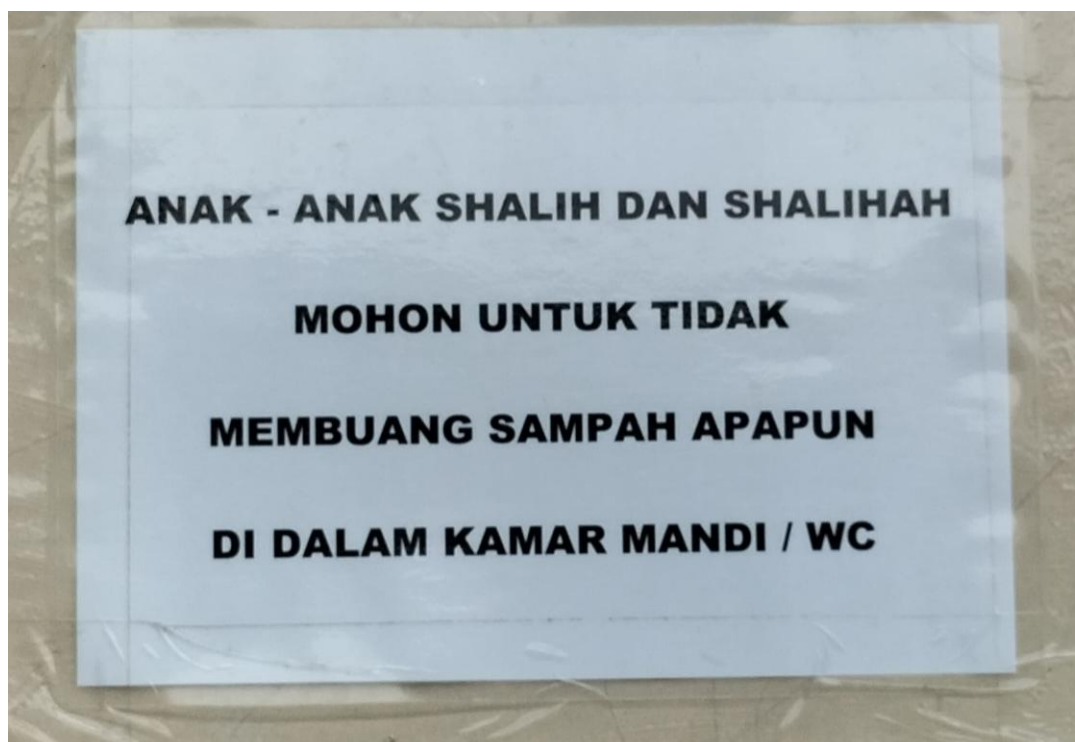 ANAK - ANAK SHALIH DAN SHALIHAH
MOHON UNTUK TIDAK
MEMBUANG SAMPAH APAPUN
DI DALAM KAMAR MANDI / WC